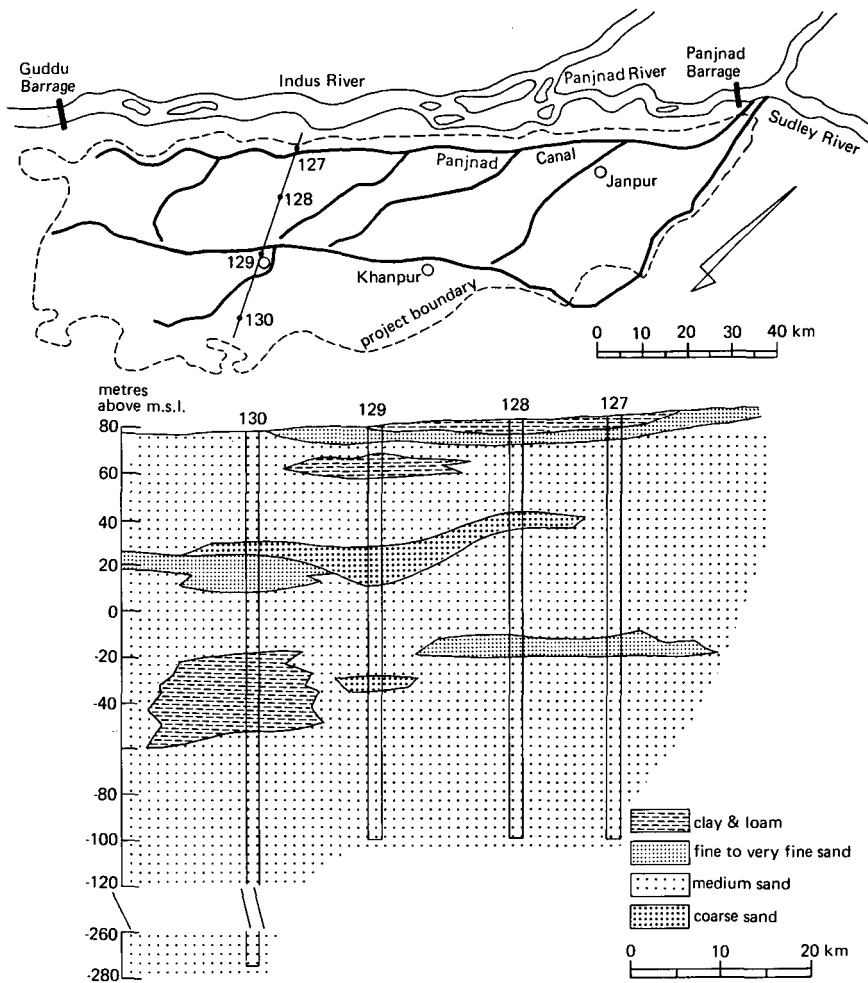 Guddu
Barrage
Indus River
Panjnad River
Panjnad
Barrage
Sudley River
127
Panjnad Canal
Janpur
128
129
Khanpur
130
project boundary
0 10 20 30 40 km
metres
above m.s.l.
130 129 128 127
80
60
40
20
0
-20
-40
-80
-100
-120
-260
-280
clay & loam
fine to very fine sand
medium sand
coarse sand
0 10 20 km